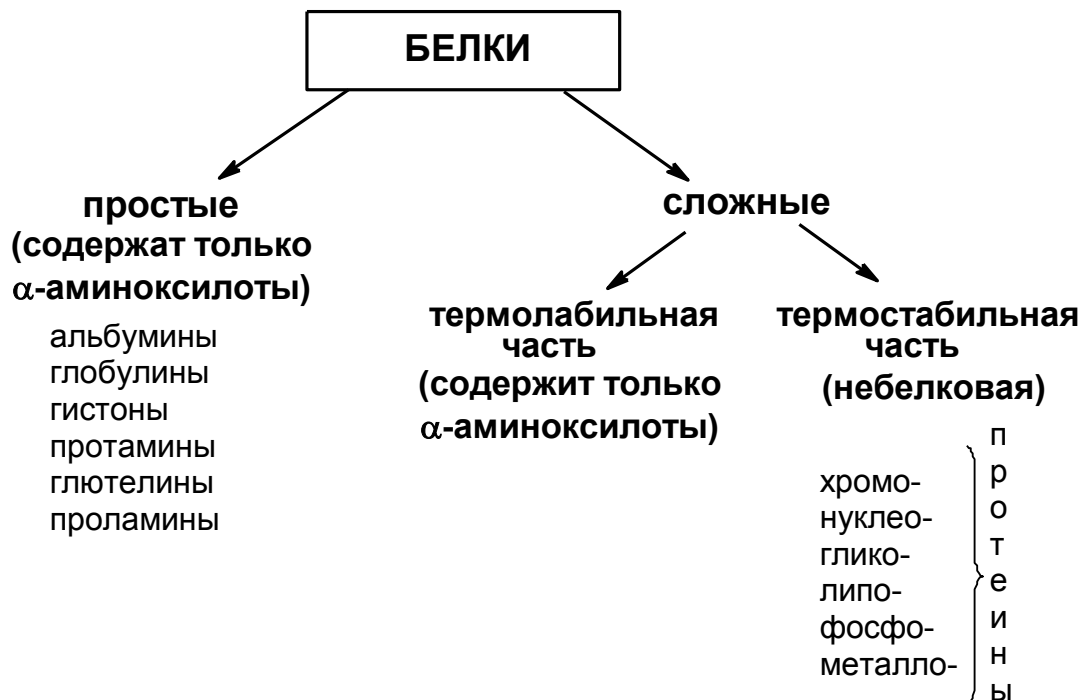 БЕЛКИ
простые
(содержат только
α-аминоксилоты)
альбумины
глобулины
гистоны
протамины
глютелины
проламины
сложные
термолабильная
часть
(содержит только
α-аминоксилоты)
термостабильная
часть
(небелковая)
хромо-
нуклео-
глико-
липо-
фосфо-
металло-
протеины